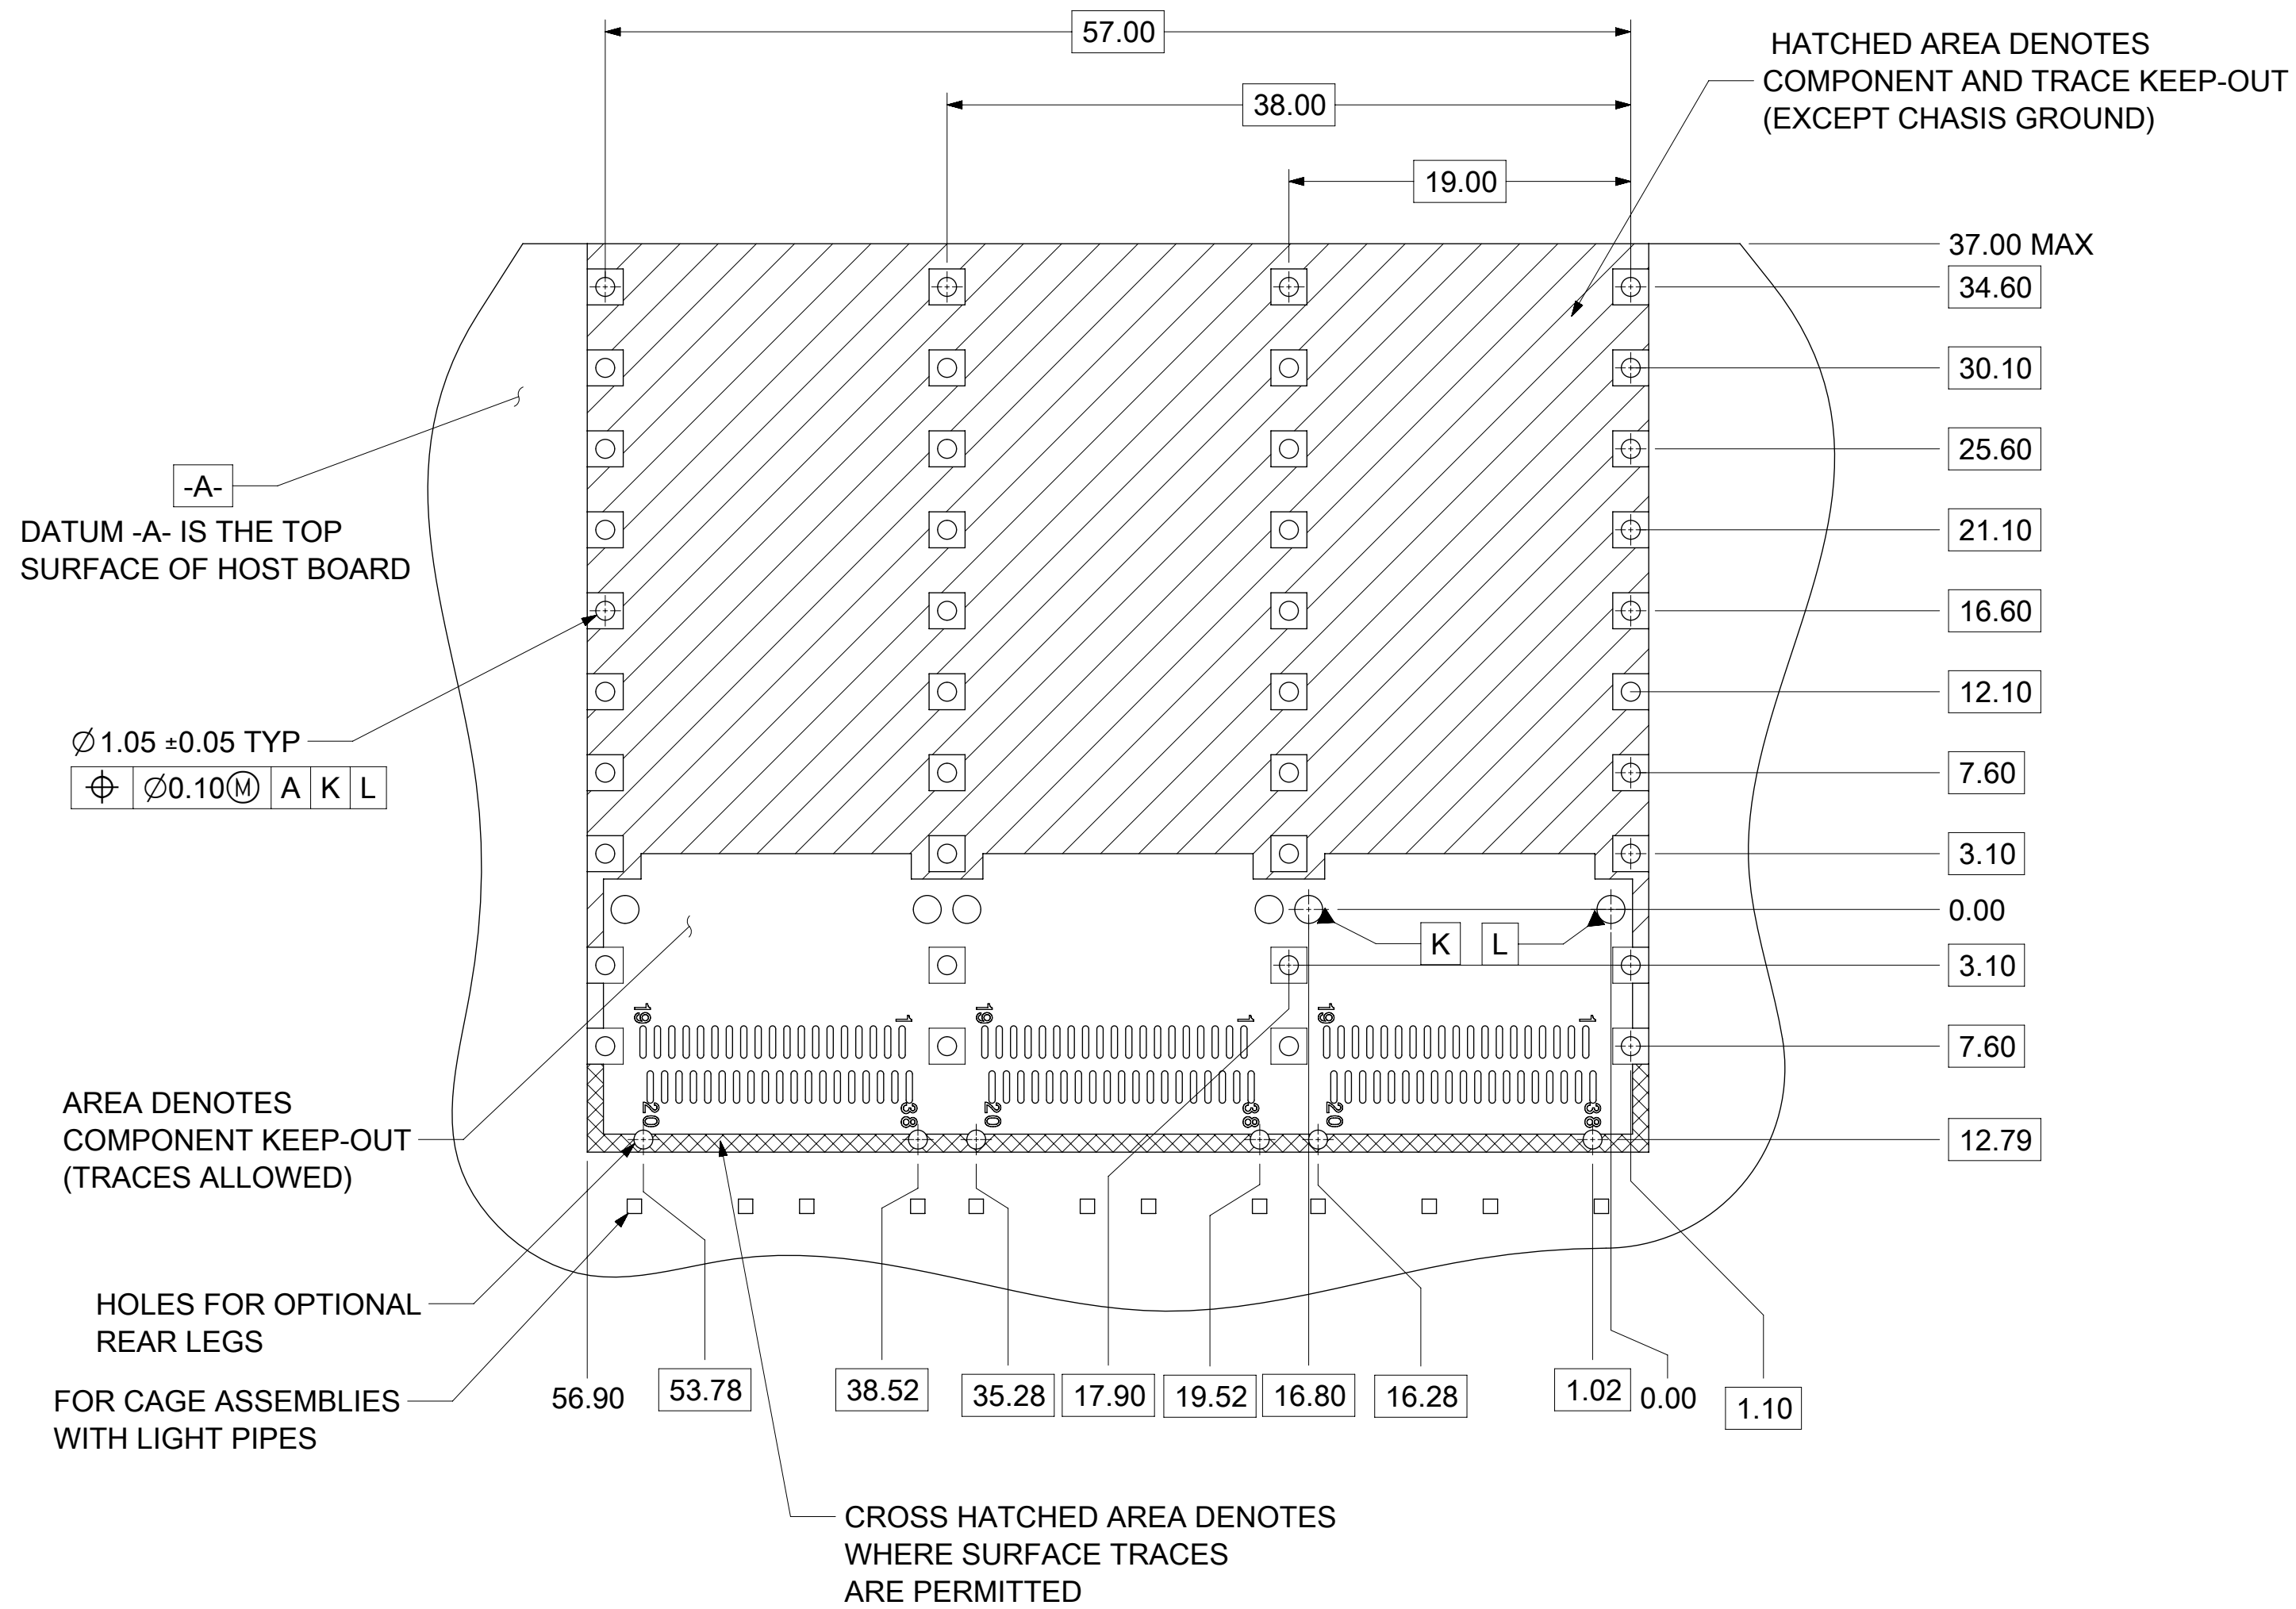 57.00
38.00
19.00
HATCHED AREA DENOTES
COMPONENT AND TRACE KEEP-OUT
(EXCEPT CHASIS GROUND)
37.00 MAX
34.60
30.10
25.60
21.10
16.60
12.10
7.60
3.10
0.00
3.10
7.60
12.79
-A-
DATUM -A- IS THE TOP
SURFACE OF HOST BOARD
∅1.05 ±0.05 TYP
⌖ ∅0.10Ⓜ A K L
K L
19 1 19 1 19 1
20 38 20 38 20 38
AREA DENOTES
COMPONENT KEEP-OUT
(TRACES ALLOWED)
HOLES FOR OPTIONAL
REAR LEGS
FOR CAGE ASSEMBLIES
WITH LIGHT PIPES
56.90 53.78 38.52 35.28 17.90 19.52 16.80 16.28 1.02 0.00 1.10
CROSS HATCHED AREA DENOTES
WHERE SURFACE TRACES
ARE PERMITTED